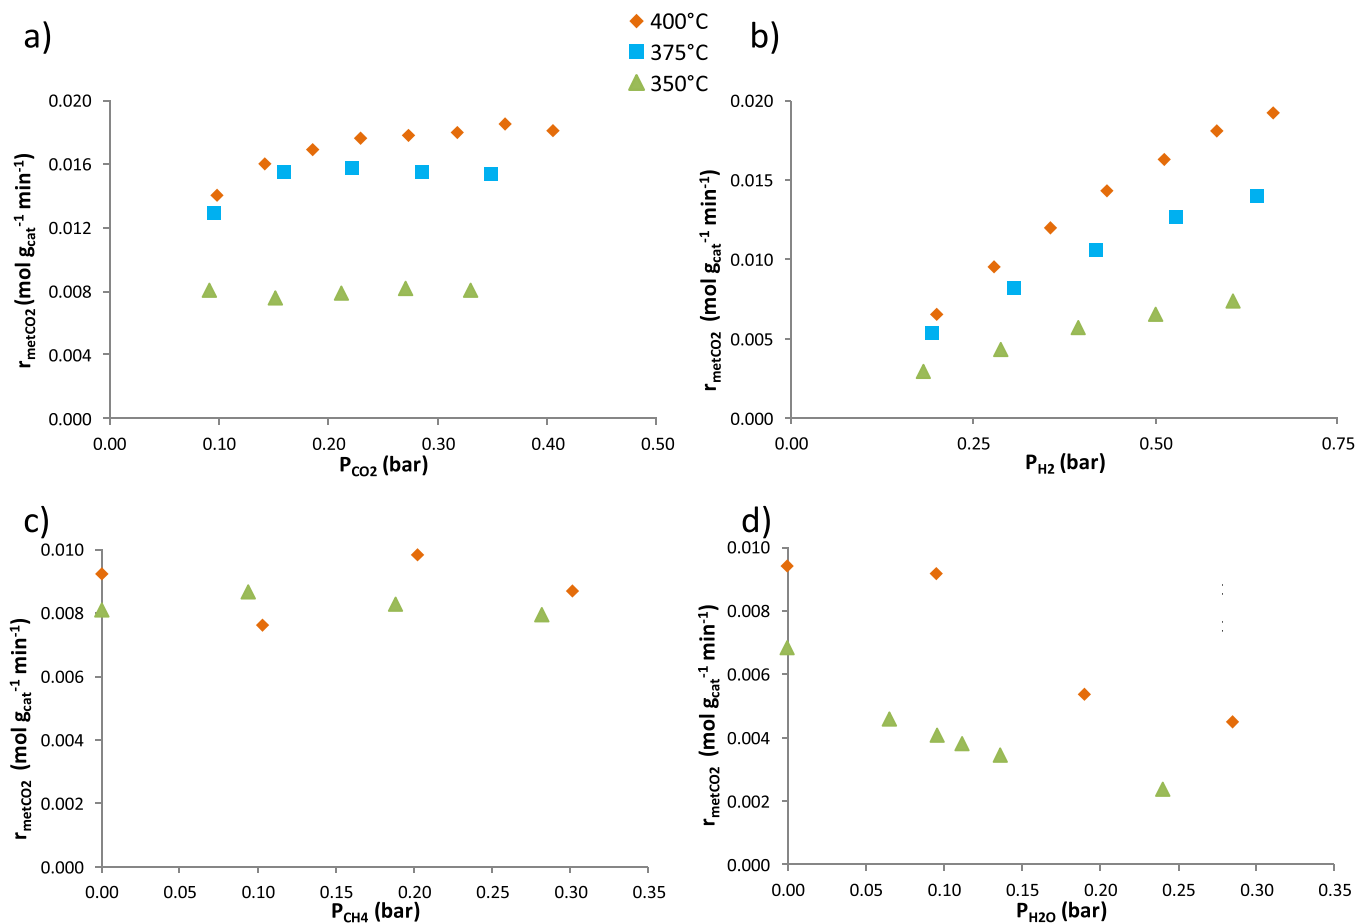 a)
400°C
375°C
350°C
b)
0.020
0.016
0.012
0.008
0.004
0.000
r_metCO2 (mol g_cat^-1 min^-1)
0.00 0.10 0.20 0.30 0.40 0.50
P_CO2 (bar)
0.020
0.015
0.010
0.005
0.000
r_metCO2 (mol g_cat^-1 min^-1)
0.00 0.25 0.50 0.75
P_H2 (bar)
c)
0.010
0.008
0.006
0.004
0.002
0.000
r_metCO2 (mol g_cat^-1 min^-1)
0.00 0.05 0.10 0.15 0.20 0.25 0.30 0.35
P_CH4 (bar)
d)
0.010
0.008
0.006
0.004
0.002
0.000
r_metCO2 (mol g_cat^-1 min^-1)
0.00 0.05 0.10 0.15 0.20 0.25 0.30 0.35
P_H2O (bar)